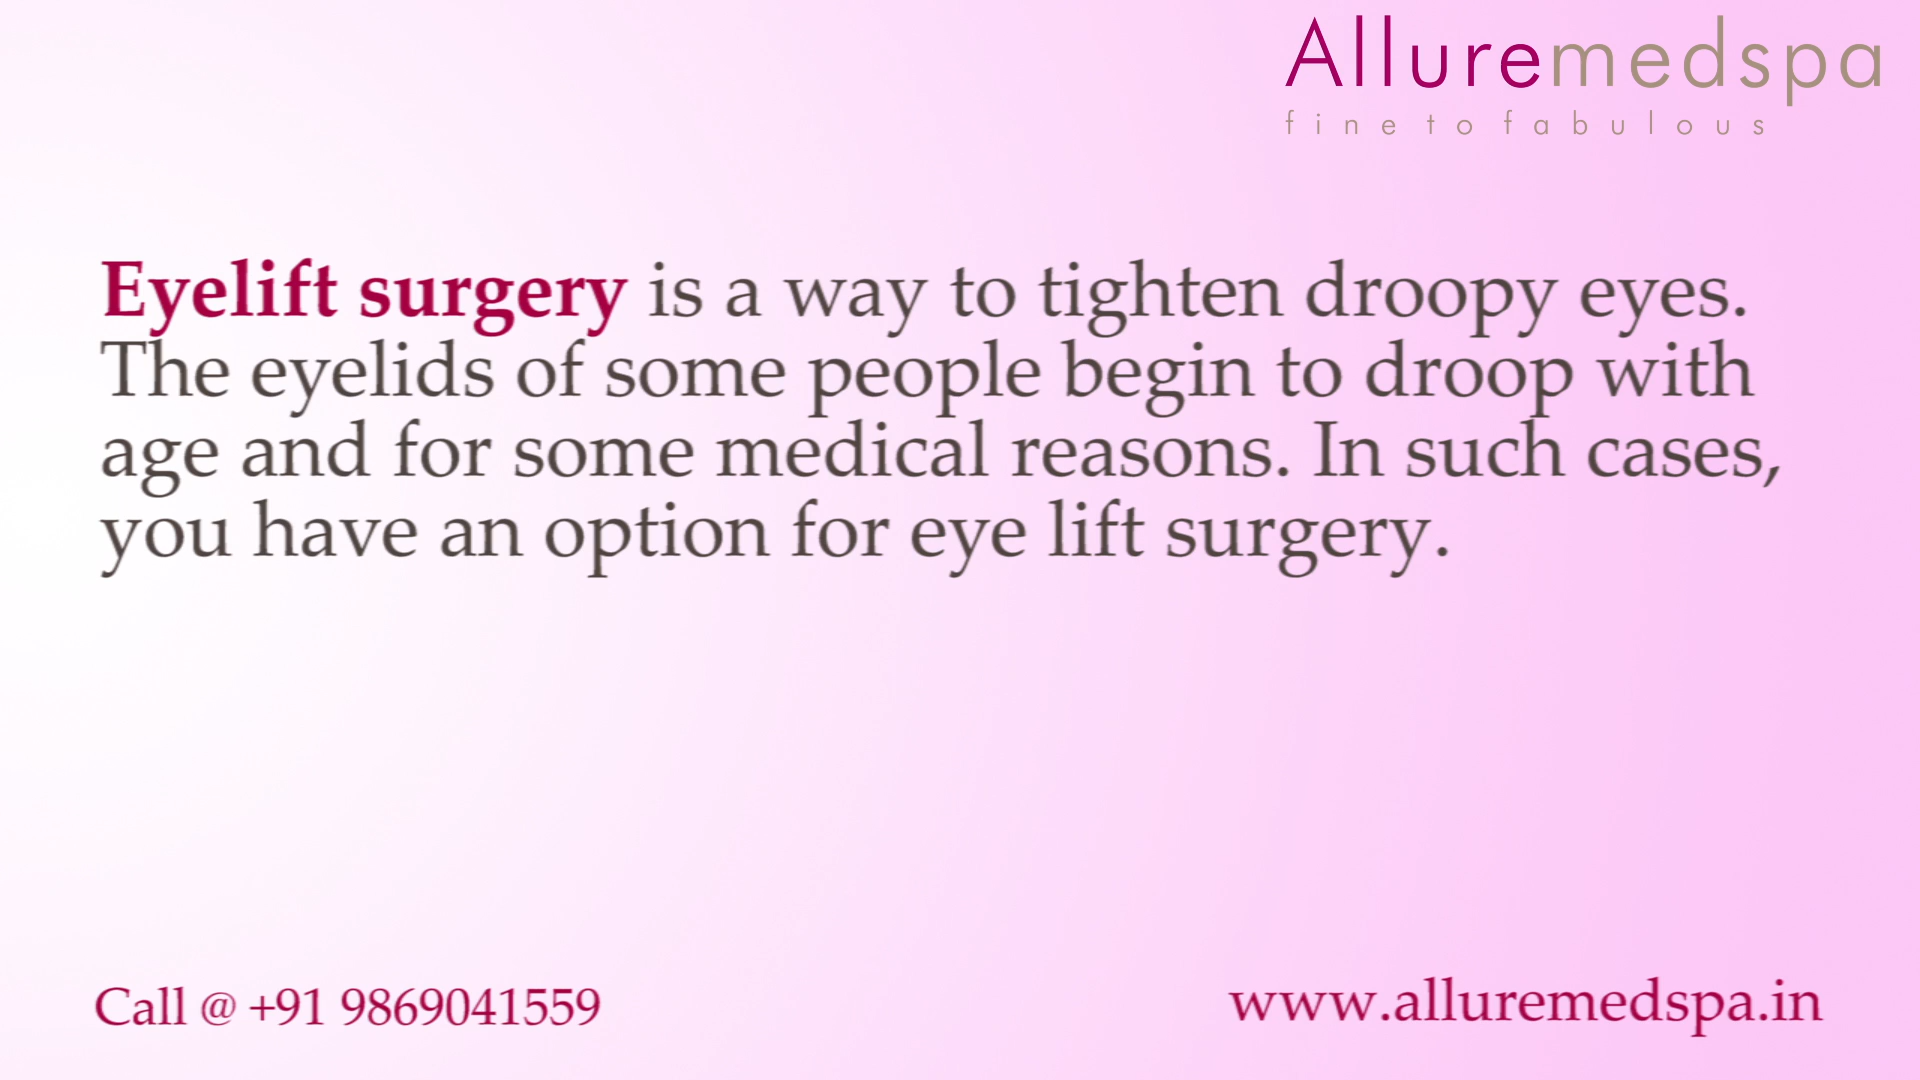 Alluremedspa
fine to fabulous
Eyelift surgery is a way to tighten droopy eyes.
The eyelids of some people begin to droop with
age and for some medical reasons. In such cases,
you have an option for eye lift surgery.
Call @ +91 9869041559
www.alluremedspa.in